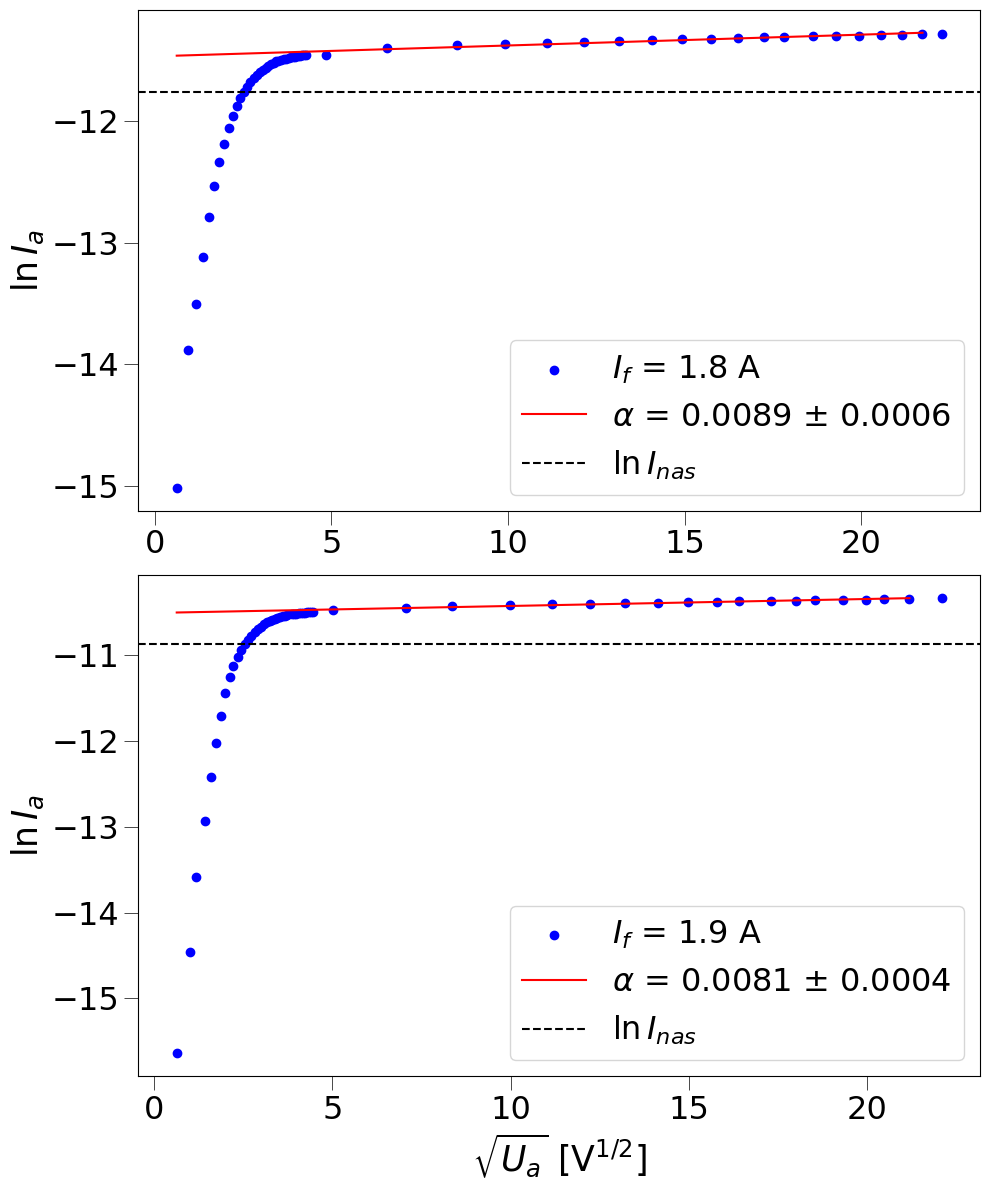 ln I_a
−12
−13
−14
−15
0 5 10 15 20
I_f = 1.8 A
α = 0.0089 ± 0.0006
ln I_nas
ln I_a
−11
−12
−13
−14
−15
0 5 10 15 20
I_f = 1.9 A
α = 0.0081 ± 0.0004
ln I_nas
√U_a [V^1/2]